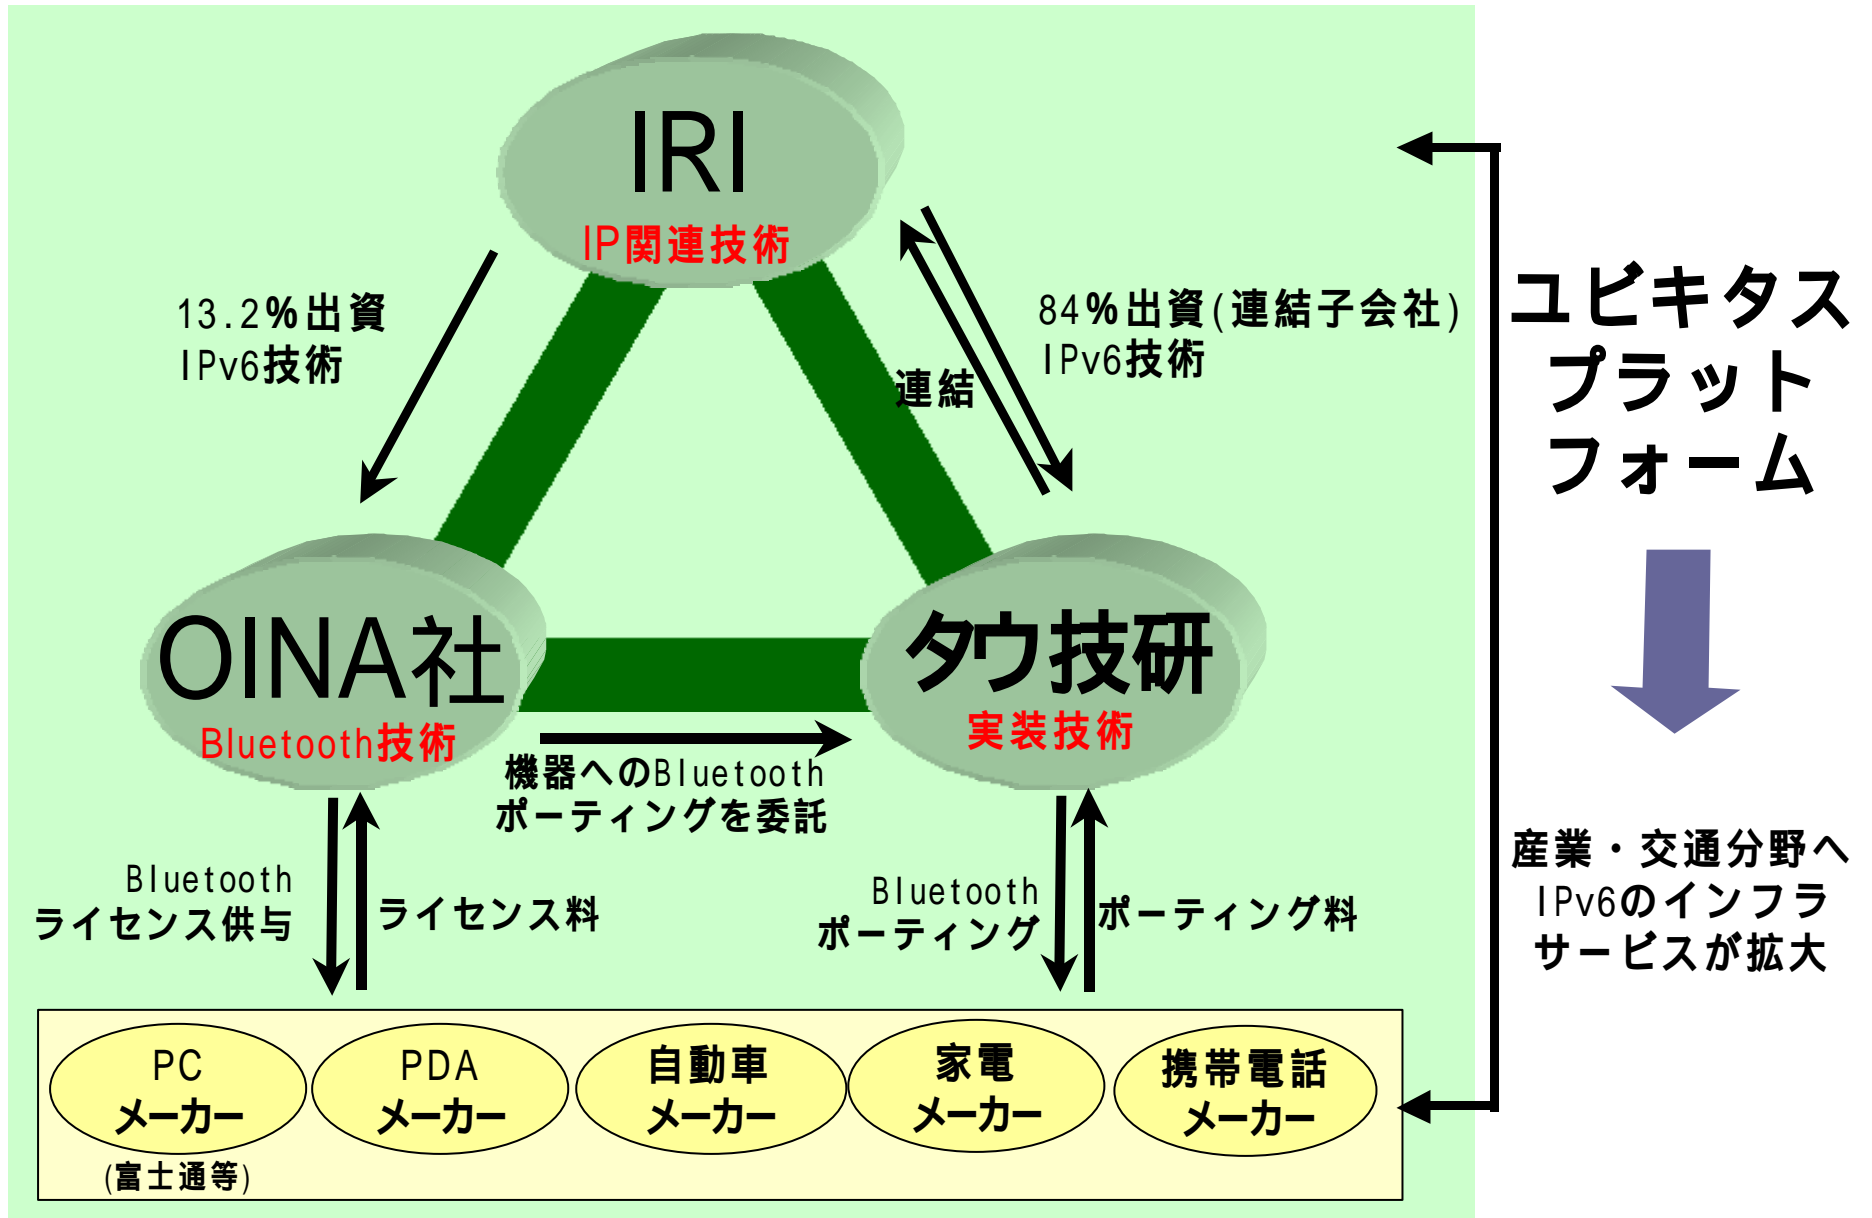 IRI
IP関連技術
13.2%出資
IPv6技術
84%出資(連結子会社)
IPv6技術
連結
ユビキタス
プラット
フォーム
OINA社
Bluetooth技術
タウ技研
実装技術
機器へのBluetooth
ポーティングを委託
Bluetooth
ライセンス供与
ライセンス料
Bluetooth
ポーティング
ポーティング料
産業・交通分野へ
IPv6のインフラ
サービスが拡大
PC
メーカー
(富士通等)
PDA
メーカー
自動車
メーカー
家電
メーカー
携帯電話
メーカー